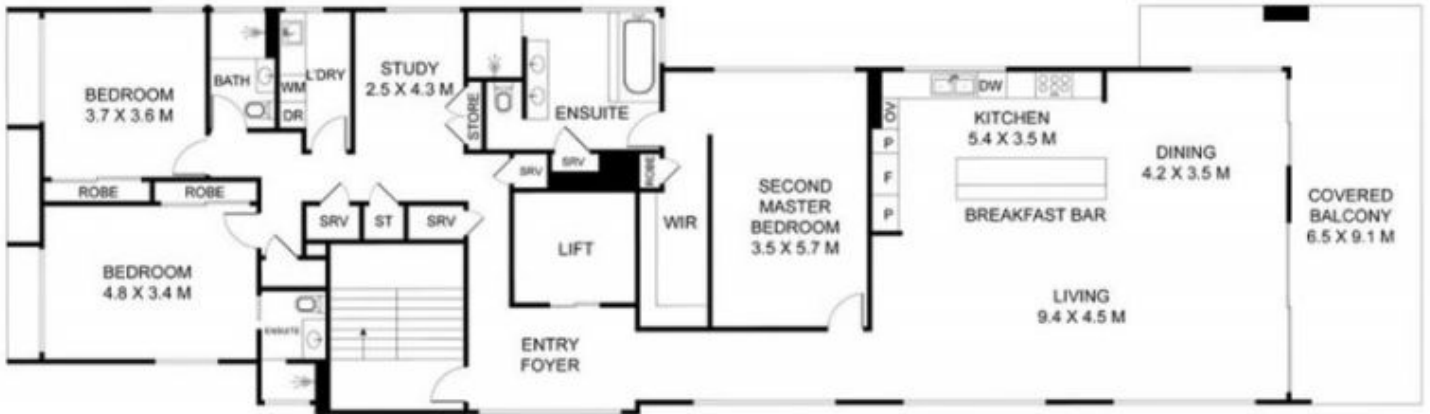 BEDROOM
3.7 X 3.6 M
BATH
WM
DR
L'DRY
STUDY
2.5 X 4.3 M
STORE
ENSUITE
ROBE
ROBE
SRV
ST
SRV
SRV
SRV
ROBE
WIR
LIFT
SECOND
MASTER
BEDROOM
3.5 X 5.7 M
OV
P
F
P
DW
KITCHEN
5.4 X 3.5 M
BREAKFAST BAR
DINING
4.2 X 3.5 M
COVERED
BALCONY
6.5 X 9.1 M
LIVING
9.4 X 4.5 M
BEDROOM
4.8 X 3.4 M
ENSUITE
ENTRY
FOYER